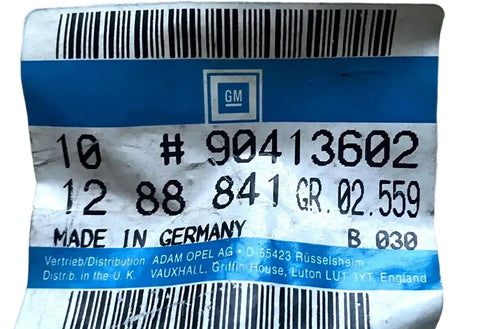 GM
10 # 90413602
12 88 841 GR. 02.559
MADE IN GERMANY B 030
Vertrieb/Distribution ADAM OPEL AG • D-65423 Rüsselsheim
Distrib. in the U. K. VAUXHALL, Griffin House, Luton LU1 3YT England